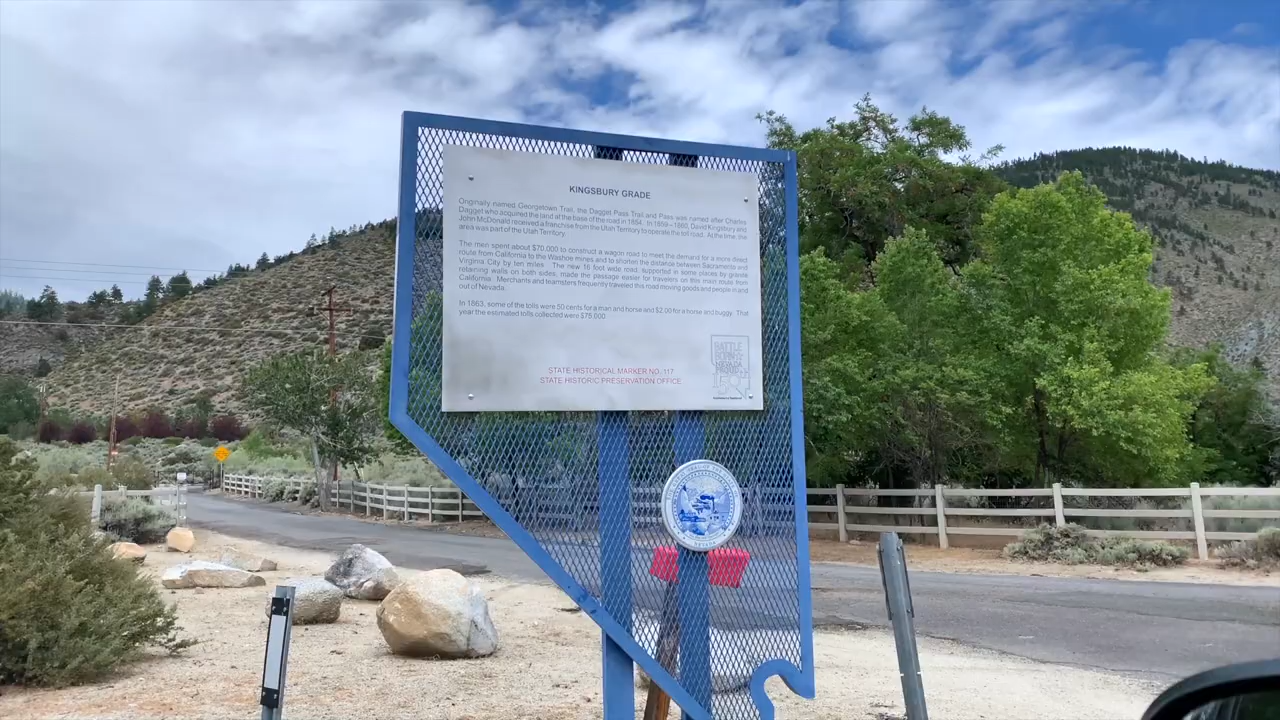 KINGSBURY GRADE
Originally named Georgetown Trail, the Dagget Pass Trail and Pass was named after Charles
Dagget who acquired the land at the base of the road in 1854. In 1859-1860, David Kingsbury and
John McDonald received a franchise from the Utah Territory to operate the toll road. At the time, the
area was part of the Utah Territory.
The men spent about $70,000 to construct a wagon road to meet the demand for a more direct
route from California to the Washoe mines and to shorten the distance between Sacramento and
Virginia City by ten miles. The new 16 foot wide road, supported in some places by granite
retaining walls on both sides, made the passage easier for travelers on this main route from
California. Merchants and teamsters frequently traveled this road moving goods and people in and
out of Nevada.
In 1863, some of the tolls were 50 cents for a man and horse and $2.00 for a horse and buggy. That
year the estimated tolls collected were $75,000
STATE HISTORICAL MARKER NO. 117
STATE HISTORIC PRESERVATION OFFICE
BATTLE
BORN
NEVADA
PROUD
150
NEVADA